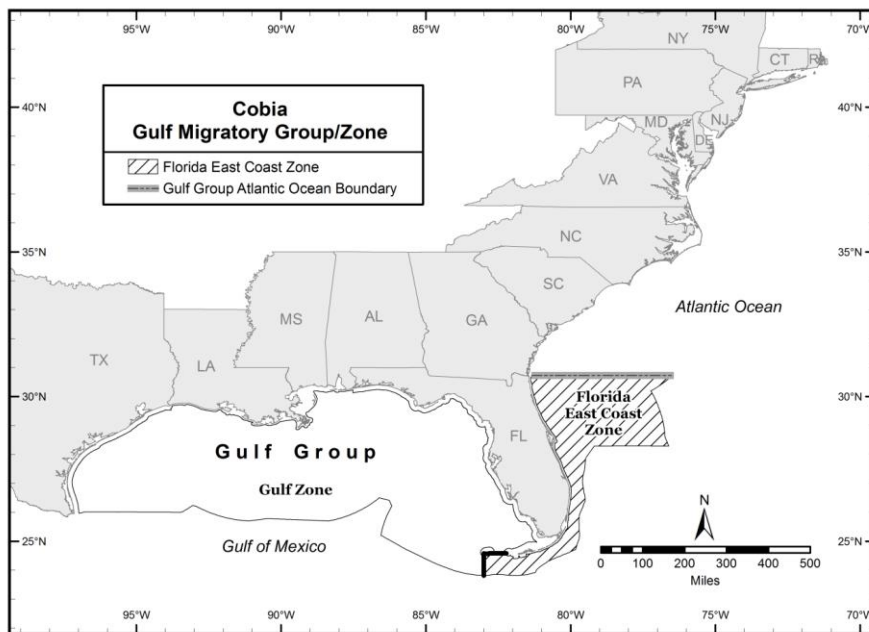 95°W 90°W 85°W 80°W 75°W 70°W
Cobia
Gulf Migratory Group/Zone
Florida East Coast Zone
Gulf Group Atlantic Ocean Boundary
NY
CT
RI
PA
40°N
40°N
MD
NJ
DE
VA
NC
35°N
35°N
SC
MS
AL
GA
Atlantic Ocean
TX
LA
30°N
30°N
Florida
East Coast
Zone
FL
Gulf Group
Gulf Zone
Gulf of Mexico
N
25°N
25°N
0 100 200 300 400 500
Miles
95°W 90°W 85°W 80°W 75°W 70°W